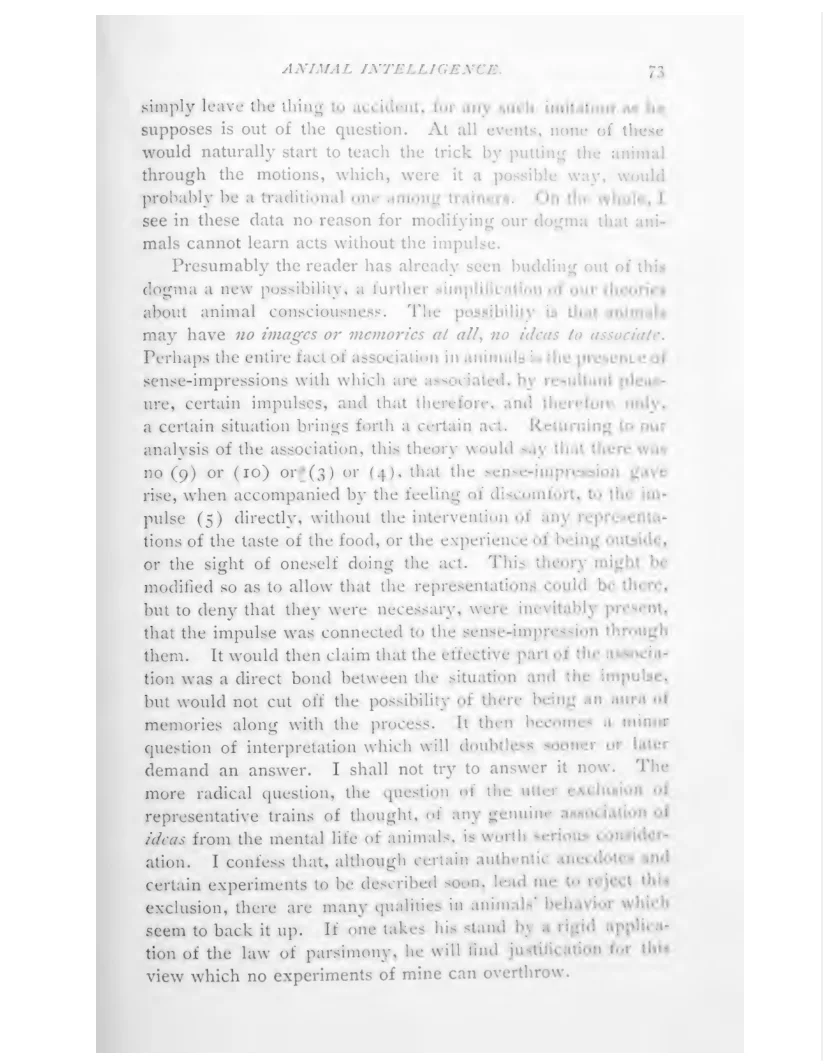 ANIMAL INTELLIGENCE. 73
simply leave the thing to accident, for any such imitation as he
supposes is out of the question. At all events, none of these
would naturally start to teach the trick by putting the animal
through the motions, which, were it a possible way, would
probably be a traditional one among trainers. On the whole, I
see in these data no reason for modifying our dogma that ani-
mals cannot learn acts without the impulse.
Presumably the reader has already seen budding out of this
dogma a new possibility, a further simplification of our theories
about animal consciousness. The possibility is that animals
may have no images or memories at all, no ideas to associate.
Perhaps the entire fact of association in animals is the presence of
sense-impressions with which are associated, by resultant pleas-
ure, certain impulses, and that therefore, and therefore only,
a certain situation brings forth a certain act. Returning to our
analysis of the association, this theory would say that there was
no (9) or (10) or (3) or (4), that the sense-impression gave
rise, when accompanied by the feeling of discomfort, to the im-
pulse (5) directly, without the intervention of any representa-
tions of the taste of the food, or the experience of being outside,
or the sight of oneself doing the act. This theory might be
modified so as to allow that the representations could be there,
but to deny that they were necessary, were inevitably present,
that the impulse was connected to the sense-impression through
them. It would then claim that the effective part of the associa-
tion was a direct bond between the situation and the impulse,
but would not cut off the possibility of there being an aura of
memories along with the process. It then becomes a minor
question of interpretation which will doubtless sooner or later
demand an answer. I shall not try to answer it now. The
more radical question, the question of the utter exclusion of
representative trains of thought, of any genuine association of
ideas from the mental life of animals, is worth serious consider-
ation. I confess that, although certain authentic anecdotes and
certain experiments to be described soon, lead me to reject this
exclusion, there are many qualities in animals' behavior which
seem to back it up. If one takes his stand by a rigid applica-
tion of the law of parsimony, he will find justification for this
view which no experiments of mine can overthrow.